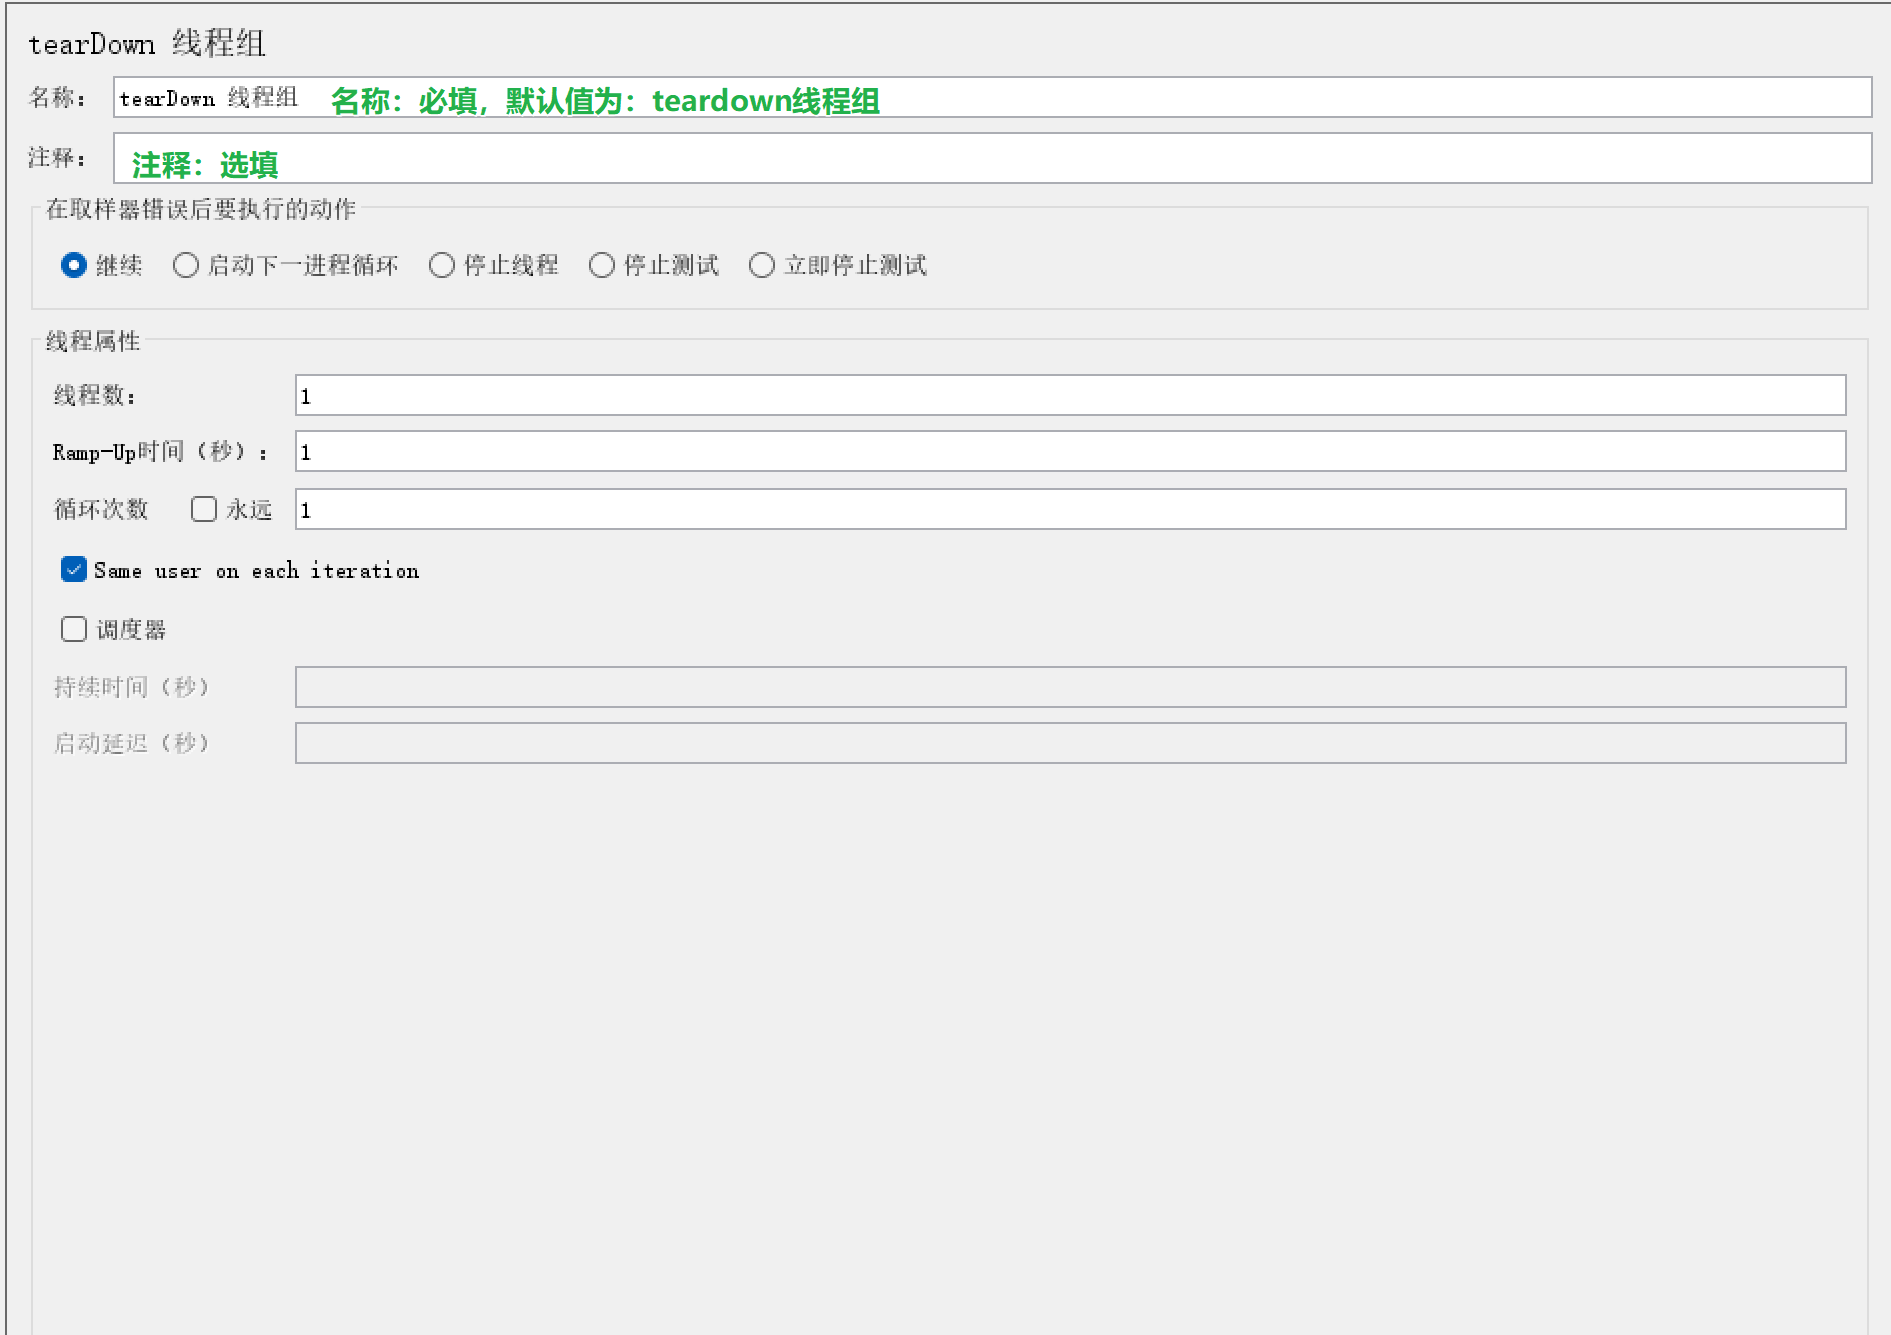 tearDown 线程组
名称： tearDown 线程组 名称：必填，默认值为：teardown线程组
注释： 注释：选填
在取样器错误后要执行的动作
继续 启动下一进程循环 停止线程 停止测试 立即停止测试
线程属性
线程数： 1
Ramp-Up时间（秒）： 1
循环次数 永远 1
Same user on each iteration
调度器
持续时间（秒）
启动延迟（秒）